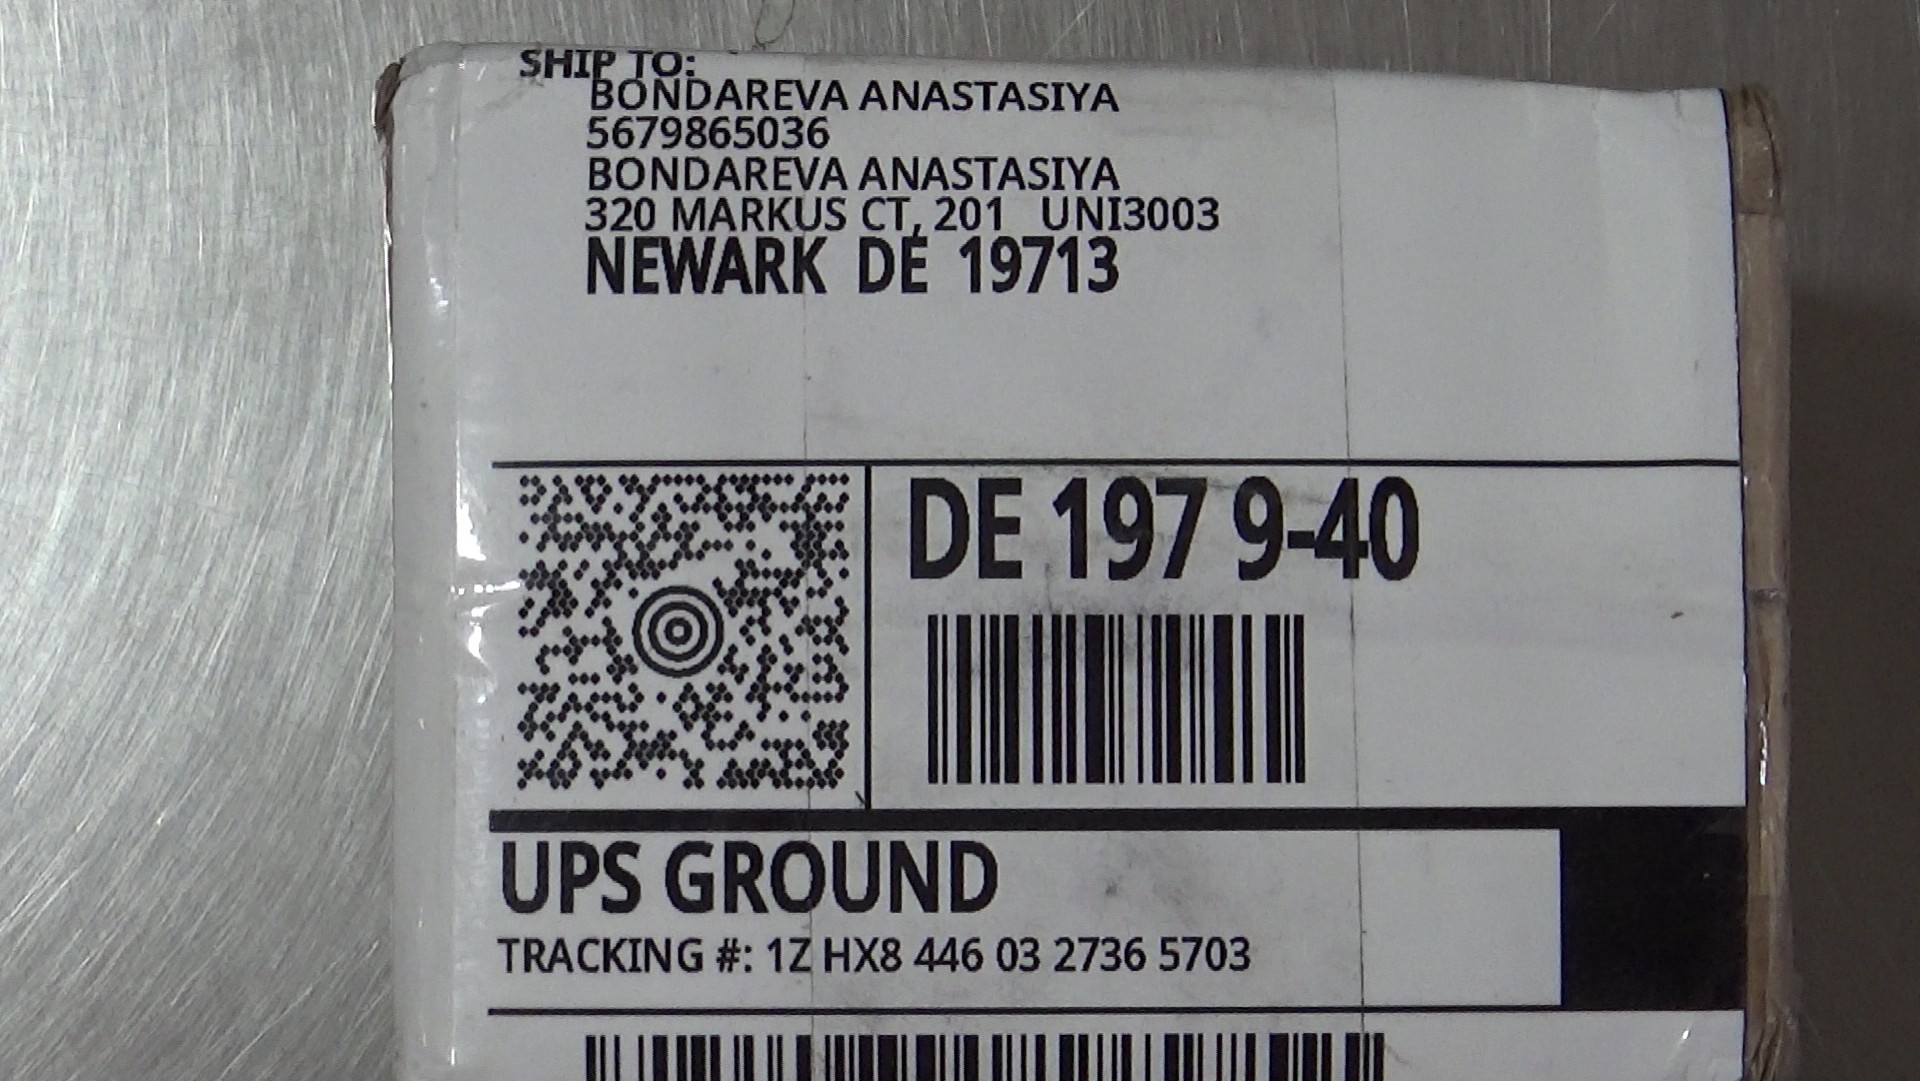 SHIP TO:
BONDAREVA ANASTASIYA
5679865036
BONDAREVA ANASTASIYA
320 MARKUS CT, 201 UNI3003
NEWARK DE 19713
DE 197 9-40
UPS GROUND
TRACKING #: 1Z HX8 446 03 2736 5703